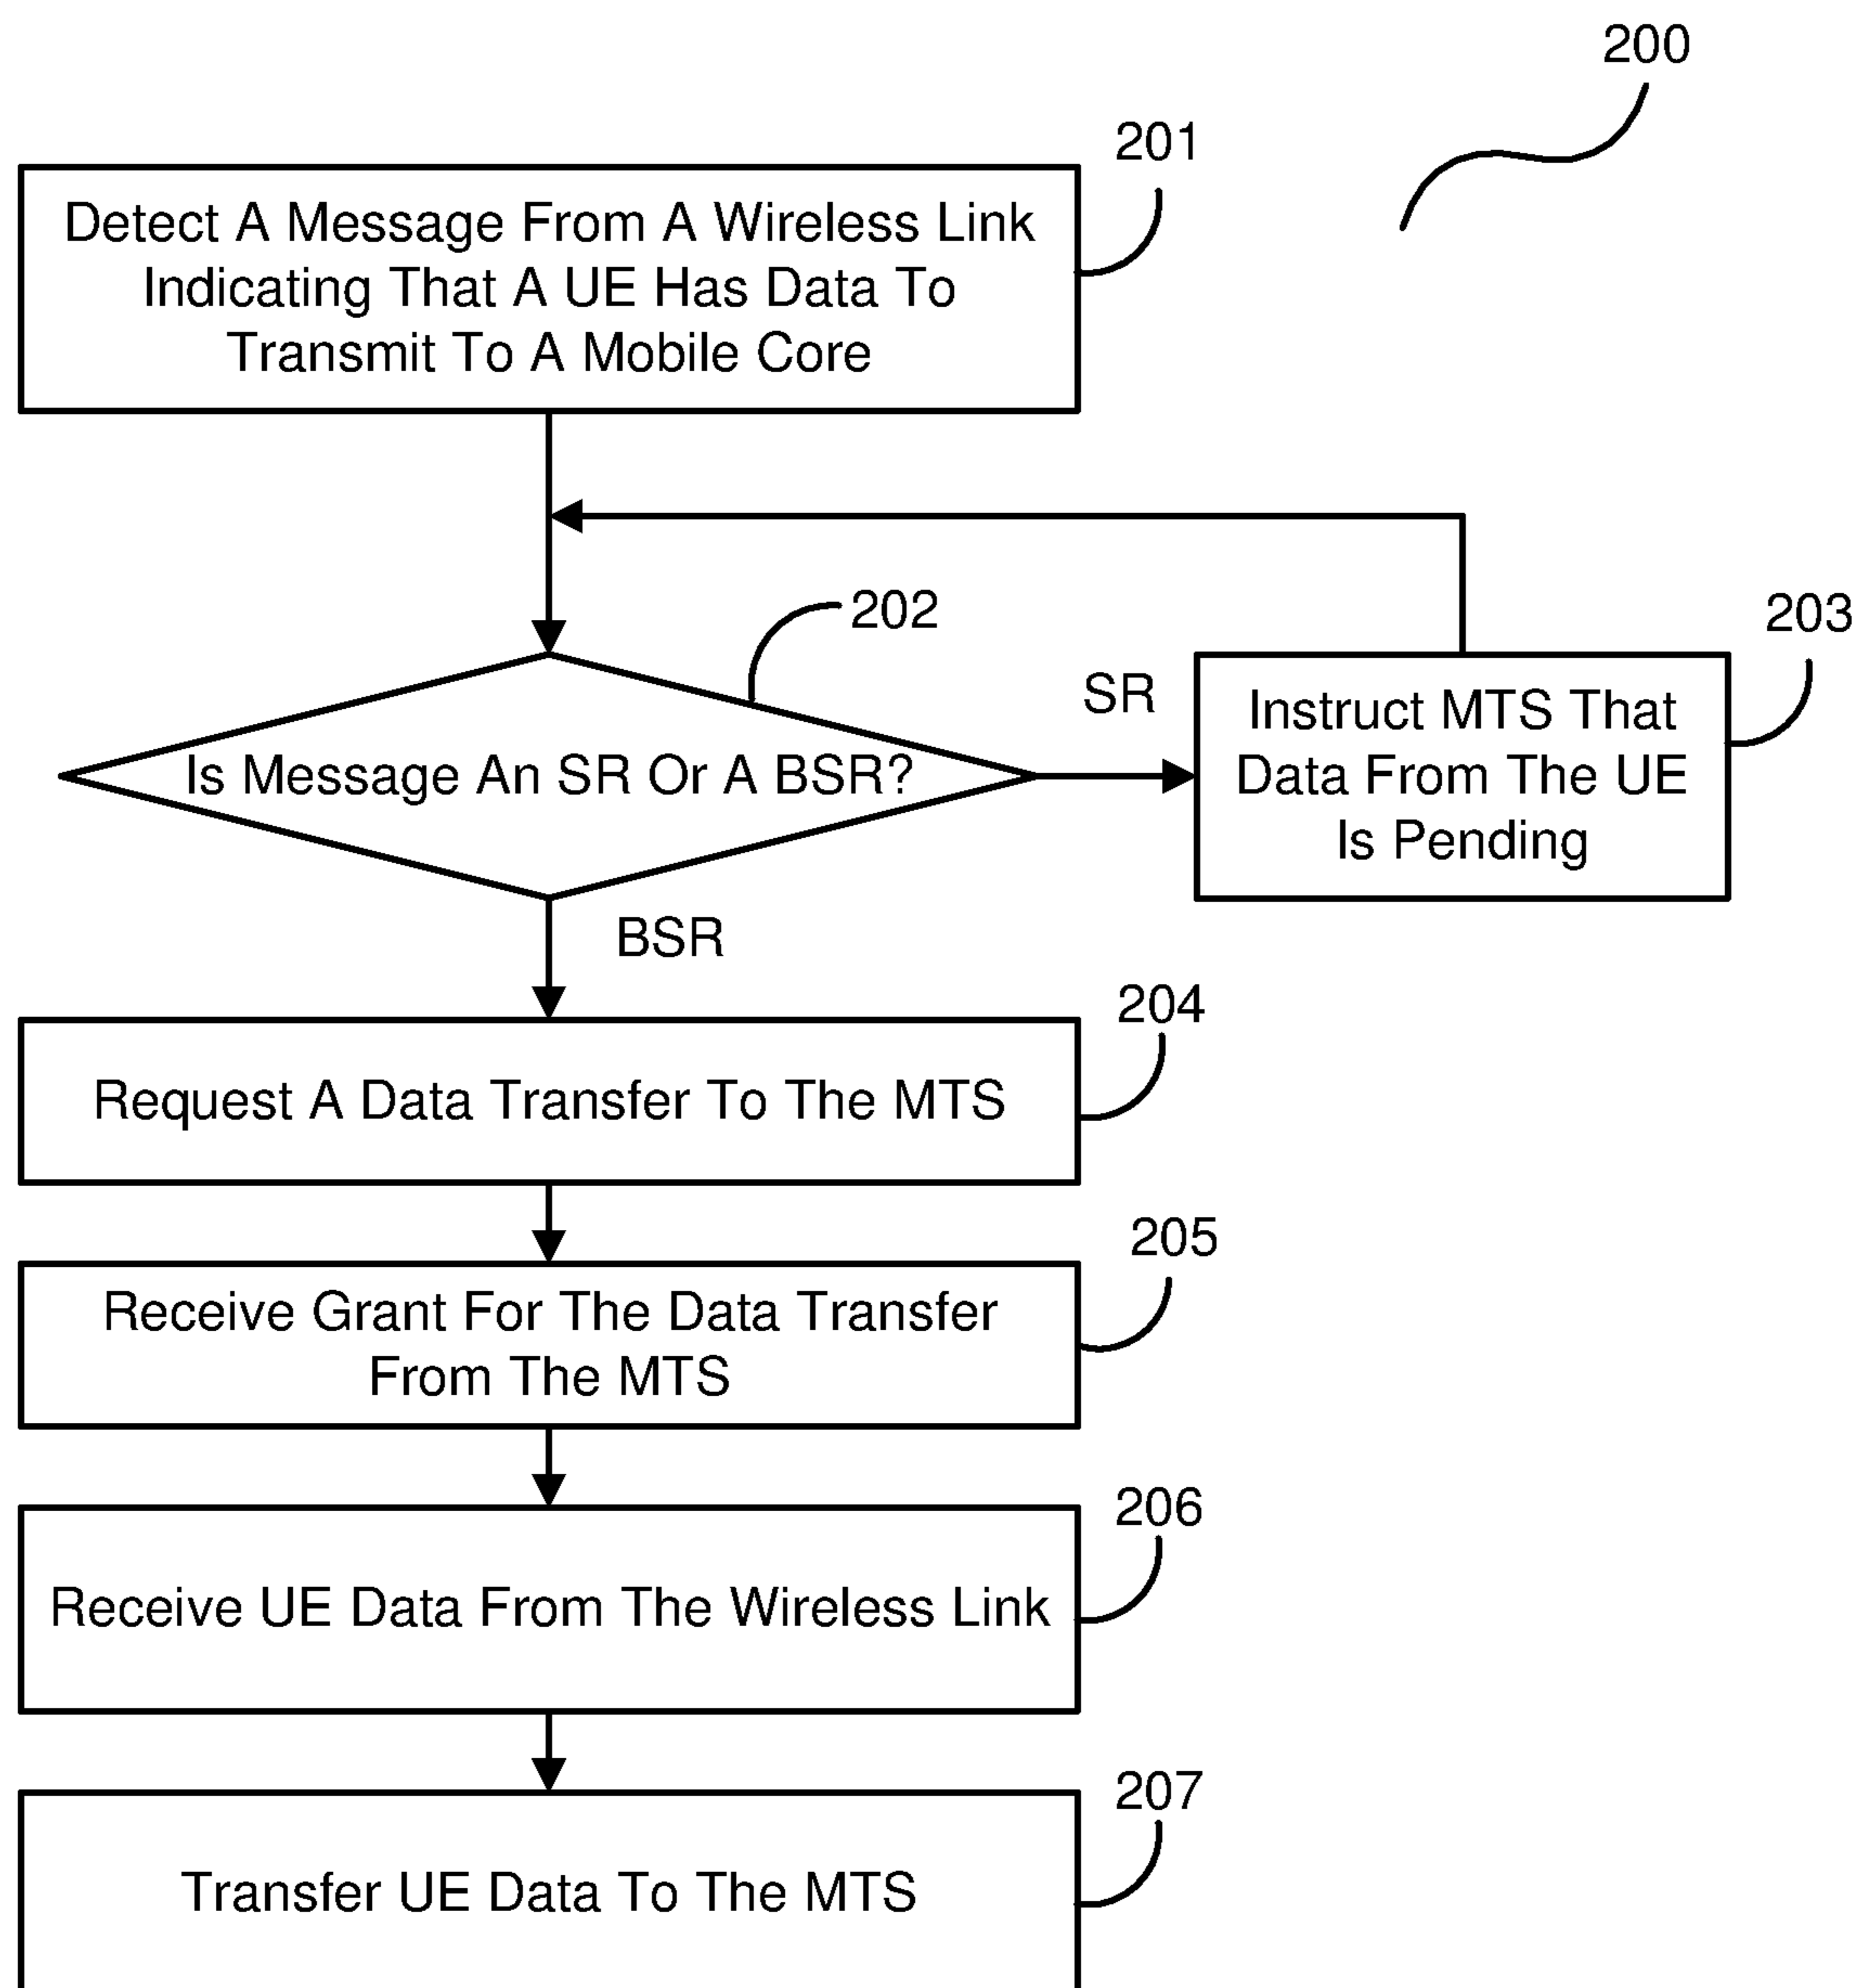 200
201
Detect A Message From A Wireless Link
Indicating That A UE Has Data To
Transmit To A Mobile Core
202
Is Message An SR Or A BSR?
SR
203
Instruct MTS That
Data From The UE
Is Pending
BSR
204
Request A Data Transfer To The MTS
205
Receive Grant For The Data Transfer
From The MTS
206
Receive UE Data From The Wireless Link
207
Transfer UE Data To The MTS